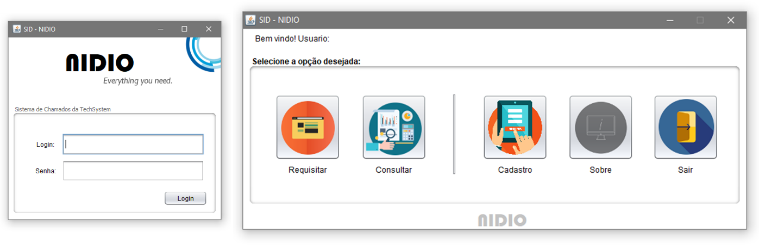 SID - NIDIO
NIDIO
Everything you need.
Sistema de Chamados da TechSystem
Login:
Senha:
Login
SID - NIDIO
Bem vindo! Usuario:
Selecione a opção desejada:
Requisitar
Consultar
Cadastro
Sobre
Sair
NIDIO